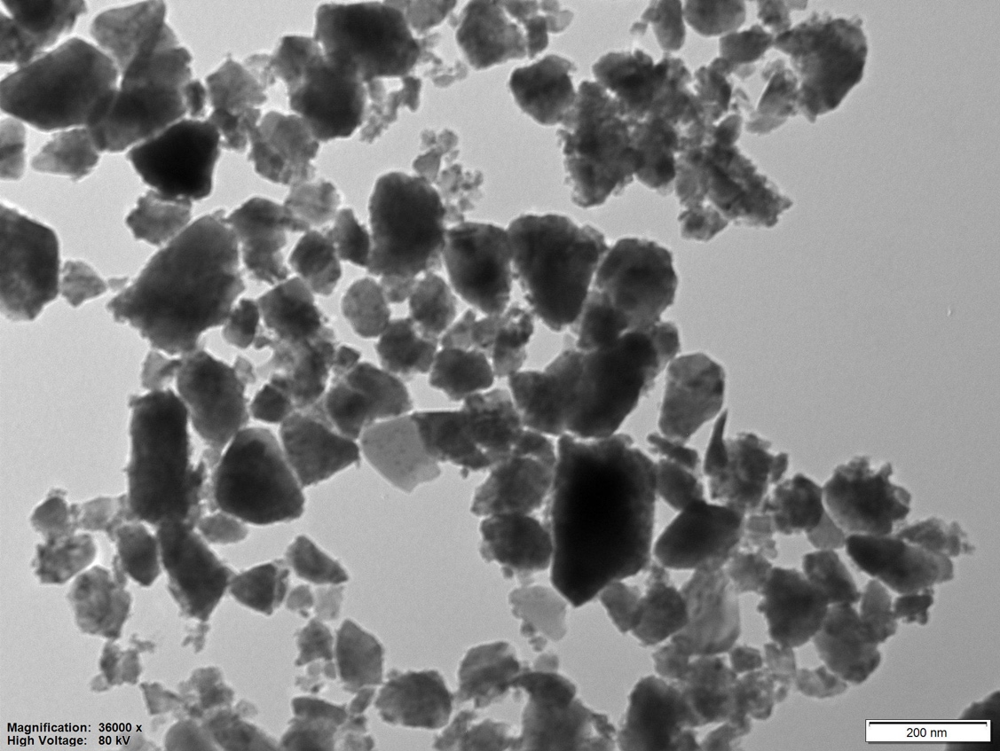 Magnification: 36000 x
High Voltage: 80 kV
200 nm